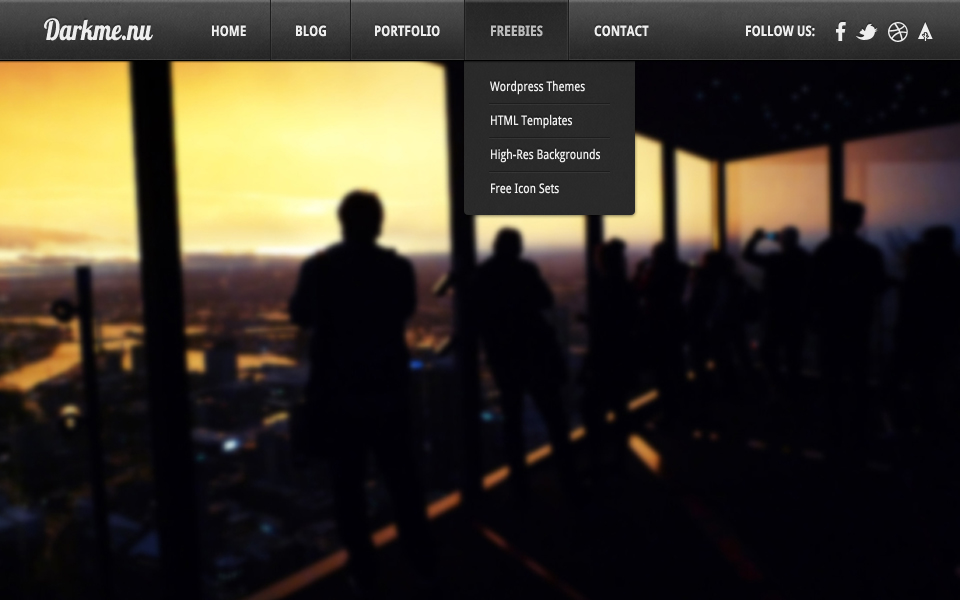 Darkme.nu HOME BLOG PORTFOLIO FREEBIES CONTACT FOLLOW US:
Wordpress Themes
HTML Templates
High-Res Backgrounds
Free Icon Sets